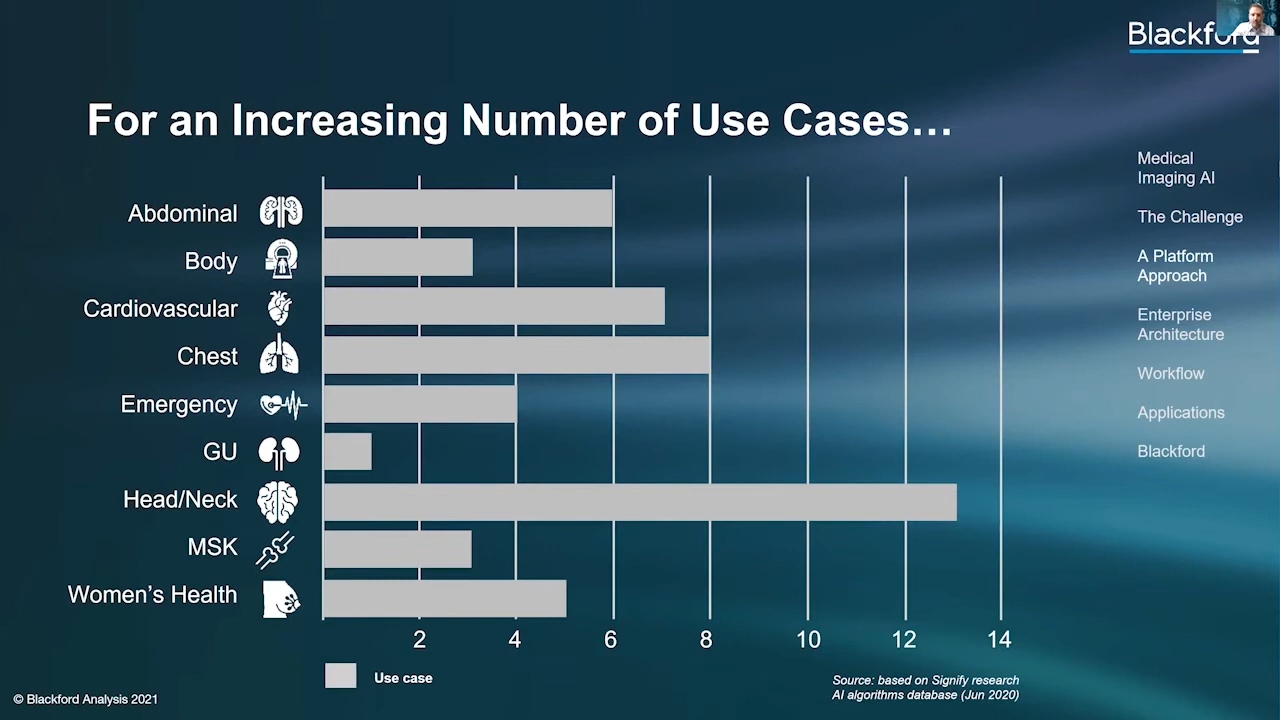 Blackford
For an Increasing Number of Use Cases…
Medical
Imaging AI
The Challenge
A Platform
Approach
Enterprise
Architecture
Workflow
Applications
Blackford
Abdominal
Body
Cardiovascular
Chest
Emergency
GU
Head/Neck
MSK
Women's Health
2 4 6 8 10 12 14
Use case
Source: based on Signify research
AI algorithms database (Jun 2020)
© Blackford Analysis 2021